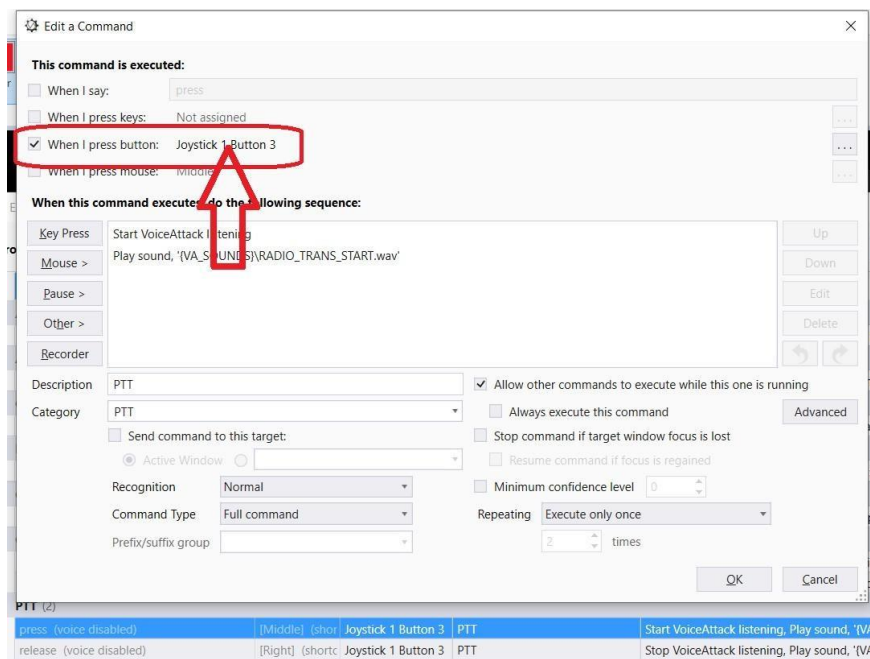 Edit a Command
This command is executed:
When I say: press
When I press keys: Not assigned ...
When I press button: Joystick 1 Button 3 ...
When I press mouse: Middle ...
When this command executes, do the following sequence:
Key Press
Start VoiceAttack listening
Up
Mouse >
Play sound, '{VA_SOUNDS}\RADIO_TRANS_START.wav'
Down
Pause >
Edit
Other >
Delete
Recorder
Description PTT
Allow other commands to execute while this one is running
Category PTT
Always execute this command
Advanced
Send command to this target:
Stop command if target window focus is lost
Active Window
Resume command if focus is regained
Recognition Normal
Minimum confidence level 0
Command Type Full command
Repeating Execute only once
Prefix/suffix group
2 times
OK Cancel
PTT (2)
press (voice disabled) [Middle] (shor Joystick 1 Button 3 PTT Start VoiceAttack listening, Play sound, '{VA
release (voice disabled) [Right] (shortc Joystick 1 Button 3 PTT Stop VoiceAttack listening, Play sound, '{VA